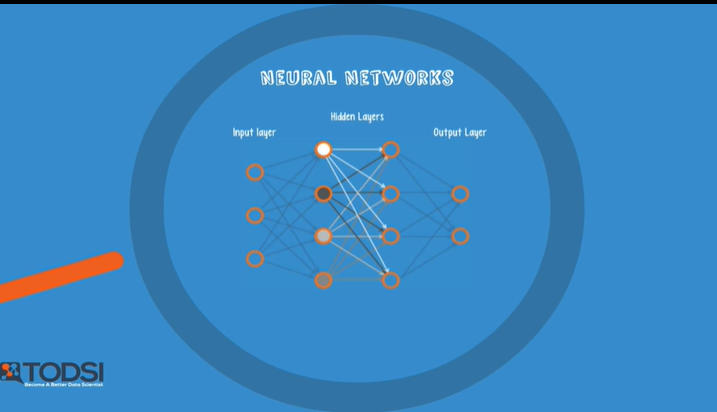 NEURAL NETWORKS
Hidden Layers
Input layer
Output Layer
TODSI
Become A Better Data Scientist